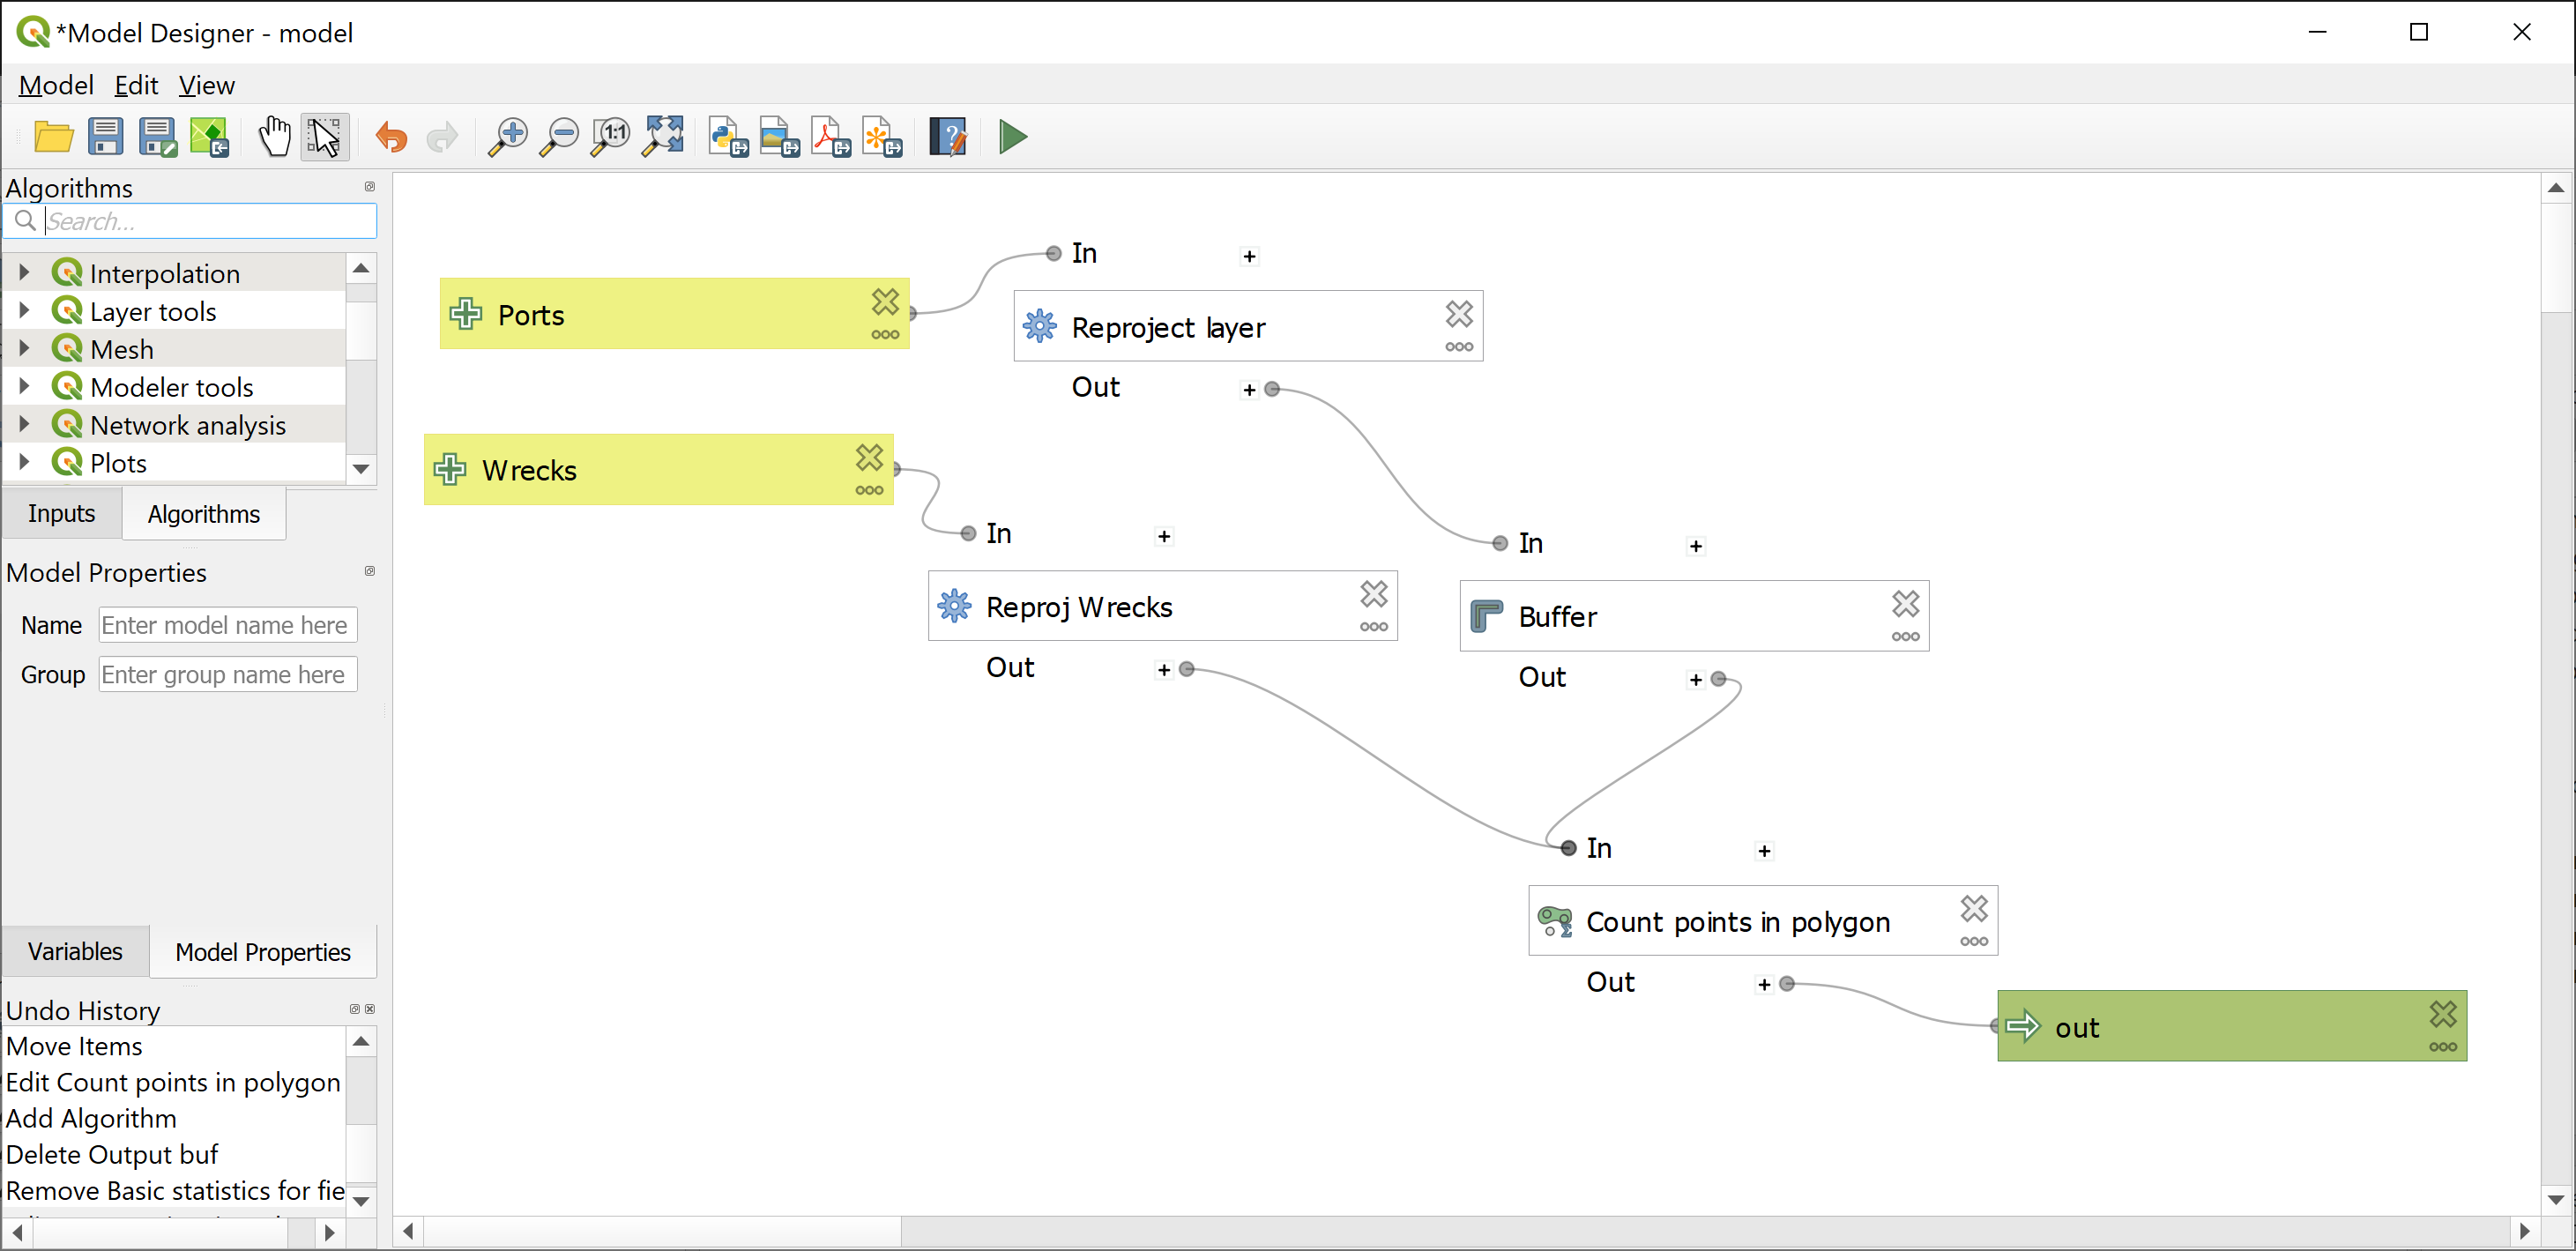 *Model Designer - model
Model Edit View
1:1
Algorithms
Search...
Interpolation
Layer tools
Mesh
Modeler tools
Network analysis
Plots
Inputs Algorithms
Model Properties
Name Enter model name here
Group Enter group name here
Variables Model Properties
Undo History
Move Items
Edit Count points in polygon
Add Algorithm
Delete Output buf
Remove Basic statistics for fie
In
Ports
Reproject layer
Out
Wrecks
In
Reproj Wrecks
Out
In
Buffer
Out
In
Count points in polygon
Out
out